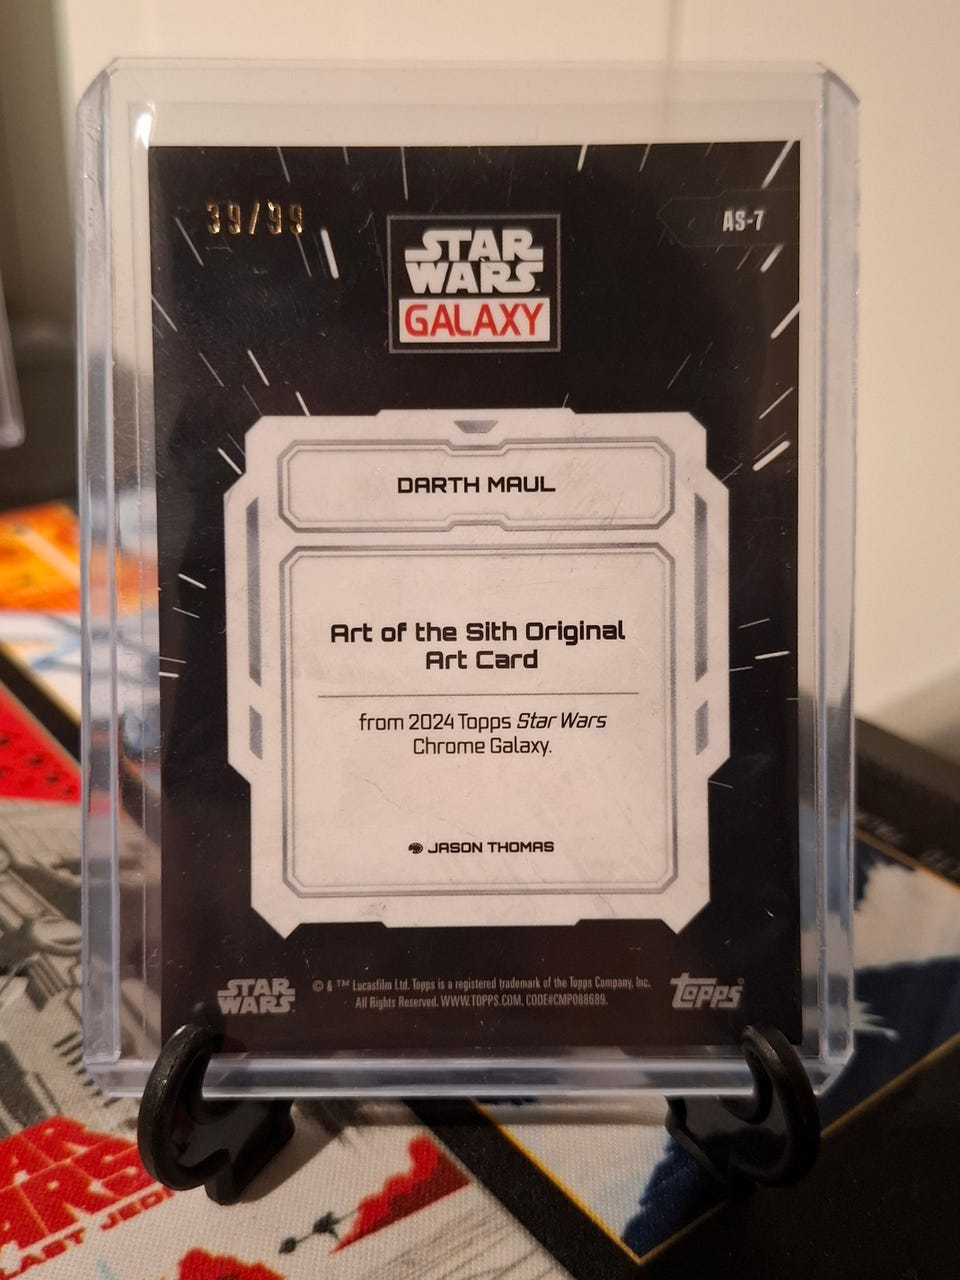 39/99
AS-7
STAR
WARS
GALAXY
DARTH MAUL
Art of the Sith Original
Art Card
from 2024 Topps Star Wars
Chrome Galaxy.
JASON THOMAS
STAR
WARS
© & ™ Lucasfilm Ltd. Topps is a registered trademark of the Topps Company, Inc.
All Rights Reserved. WWW.TOPPS.COM. CODE#CMP088689.
Topps
LAST JEDI